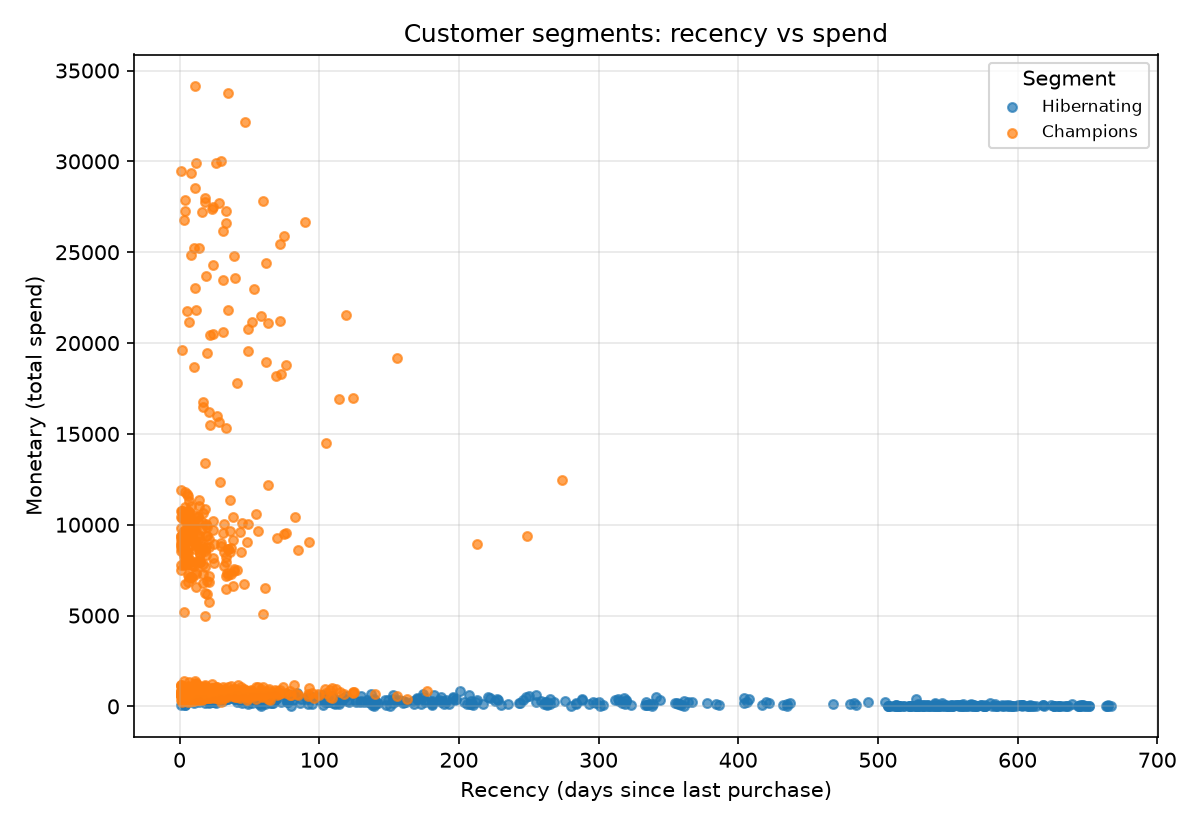 Customer segments: recency vs spend
Segment
Hibernating
Champions
Monetary (total spend)
35000
30000
25000
20000
15000
10000
5000
0
0 100 200 300 400 500 600 700
Recency (days since last purchase)